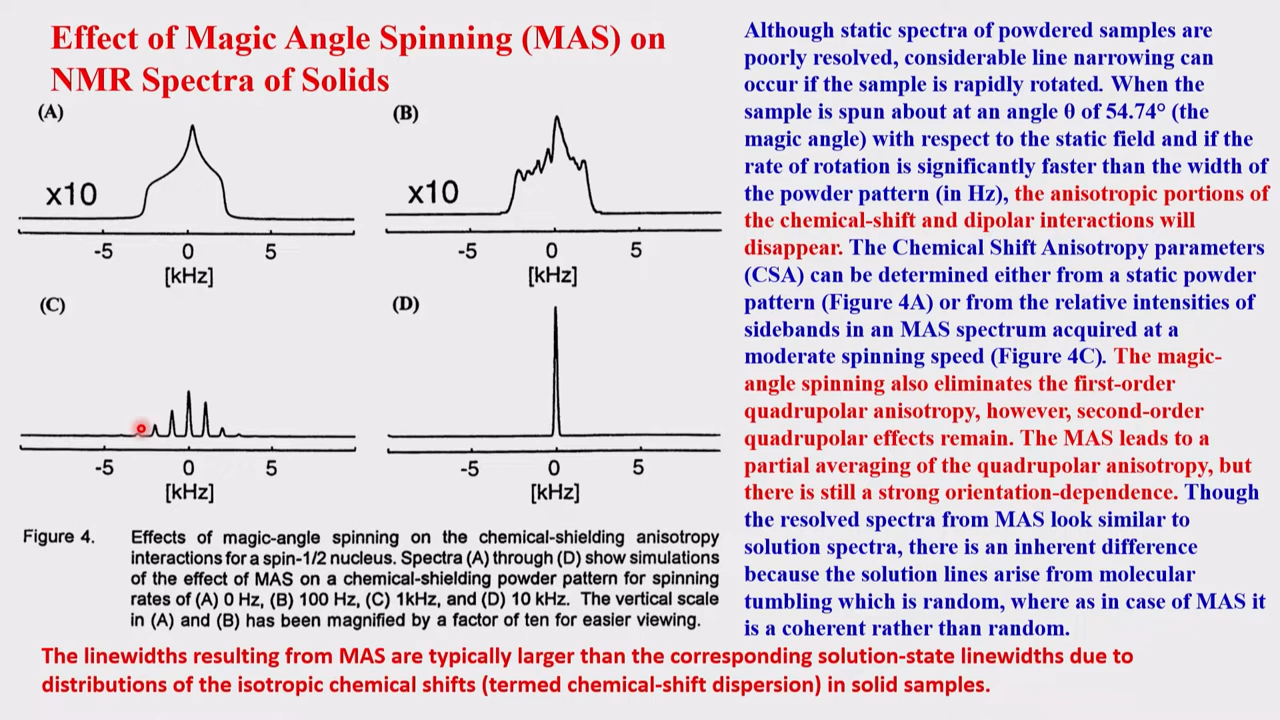 Effect of Magic Angle Spinning (MAS) on
NMR Spectra of Solids
(A)
x10
-5 0 5
[kHz]
(B)
x10
-5 0 5
[kHz]
(C)
-5 0 5
[kHz]
(D)
-5 0 5
[kHz]
Figure 4. Effects of magic-angle spinning on the chemical-shielding anisotropy
interactions for a spin-1/2 nucleus. Spectra (A) through (D) show simulations
of the effect of MAS on a chemical-shielding powder pattern for spinning
rates of (A) 0 Hz, (B) 100 Hz, (C) 1kHz, and (D) 10 kHz. The vertical scale
in (A) and (B) has been magnified by a factor of ten for easier viewing.
Although static spectra of powdered samples are
poorly resolved, considerable line narrowing can
occur if the sample is rapidly rotated. When the
sample is spun about at an angle θ of 54.74° (the
magic angle) with respect to the static field and if the
rate of rotation is significantly faster than the width of
the powder pattern (in Hz), the anisotropic portions of
the chemical-shift and dipolar interactions will
disappear. The Chemical Shift Anisotropy parameters
(CSA) can be determined either from a static powder
pattern (Figure 4A) or from the relative intensities of
sidebands in an MAS spectrum acquired at a
moderate spinning speed (Figure 4C). The magic-
angle spinning also eliminates the first-order
quadrupolar anisotropy, however, second-order
quadrupolar effects remain. The MAS leads to a
partial averaging of the quadrupolar anisotropy, but
there is still a strong orientation-dependence. Though
the resolved spectra from MAS look similar to
solution spectra, there is an inherent difference
because the solution lines arise from molecular
tumbling which is random, where as in case of MAS it
is a coherent rather than random.
The linewidths resulting from MAS are typically larger than the corresponding solution-state linewidths due to
distributions of the isotropic chemical shifts (termed chemical-shift dispersion) in solid samples.